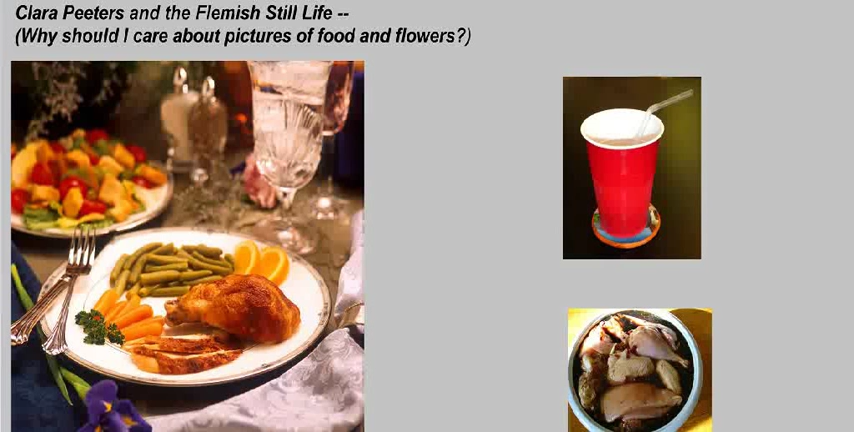 Clara Peeters and the Flemish Still Life --
(Why should I care about pictures of food and flowers?)